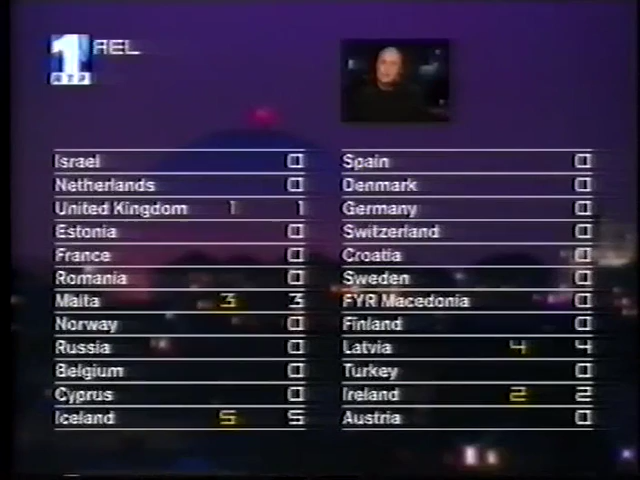 1 RAEL
RTP
Israel 0
Netherlands 0
United Kingdom 1 1
Estonia 0
France 0
Romania 0
Malta 3 3
Norway 0
Russia 0
Belgium 0
Cyprus 0
Iceland 5 5
Spain 0
Denmark 0
Germany 0
Switzerland 0
Croatia 0
Sweden 0
FYR Macedonia 0
Finland 0
Latvia 4 4
Turkey 0
Ireland 2 2
Austria 0